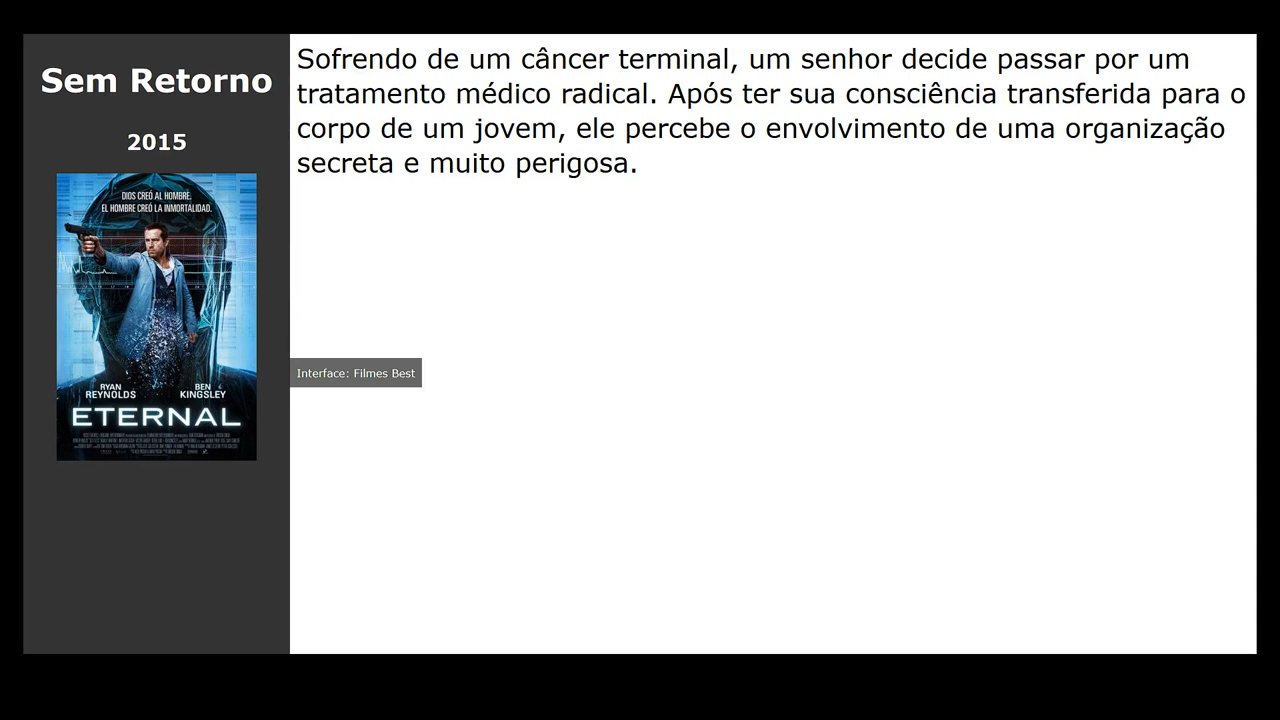 Sem Retorno
2015
DIOS CREÓ AL HOMBRE.
EL HOMBRE CREÓ LA INMORTALIDAD.
RYAN REYNOLDS
BEN KINGSLEY
ETERNAL
Sofrendo de um câncer terminal, um senhor decide passar por um
tratamento médico radical. Após ter sua consciência transferida para o
corpo de um jovem, ele percebe o envolvimento de uma organização
secreta e muito perigosa.
Interface: Filmes Best